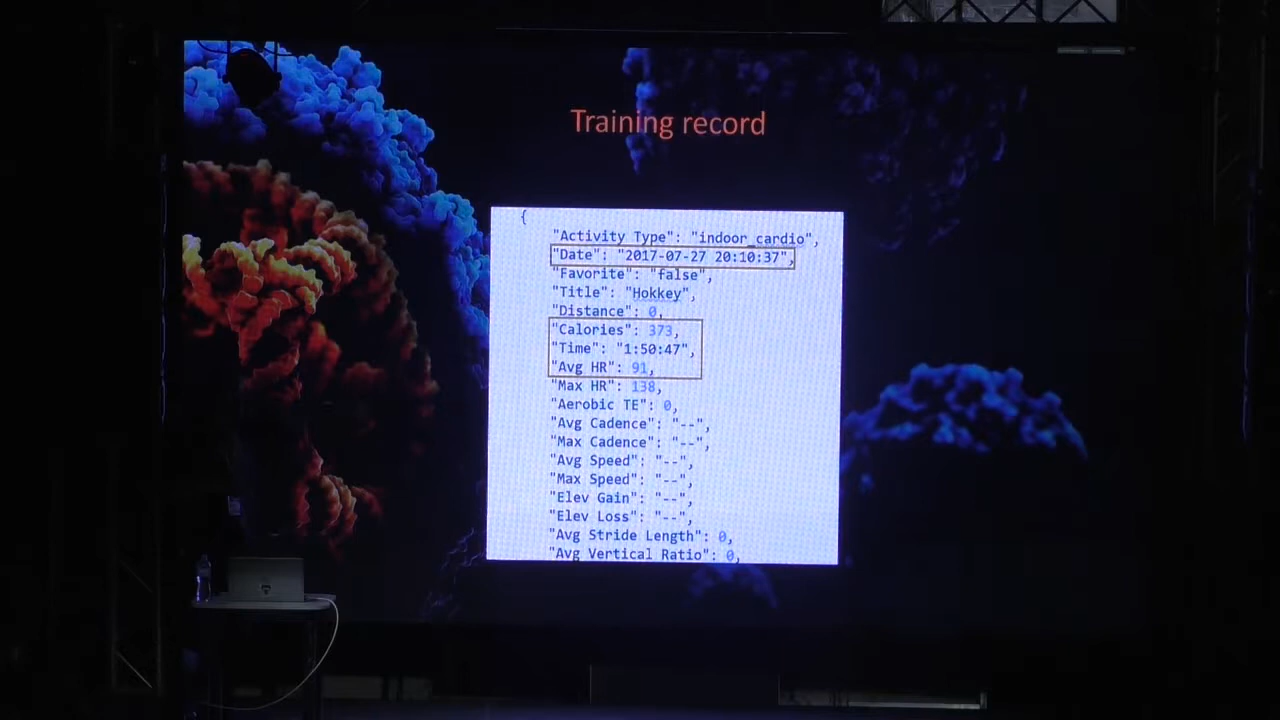 Training record
{
"Activity Type": "indoor_cardio",
"Date": "2017-07-27 20:10:37",
"Favorite": "false",
"Title": "Hokkey",
"Distance": 0,
"Calories": 373,
"Time": "1:50:47",
"Avg HR": 91,
"Max HR": 138,
"Aerobic TE": 0,
"Avg Cadence": "--",
"Max Cadence": "--",
"Avg Speed": "--",
"Max Speed": "--",
"Elev Gain": "--",
"Elev Loss": "--",
"Avg Stride Length": 0,
"Avg Vertical Ratio": 0,